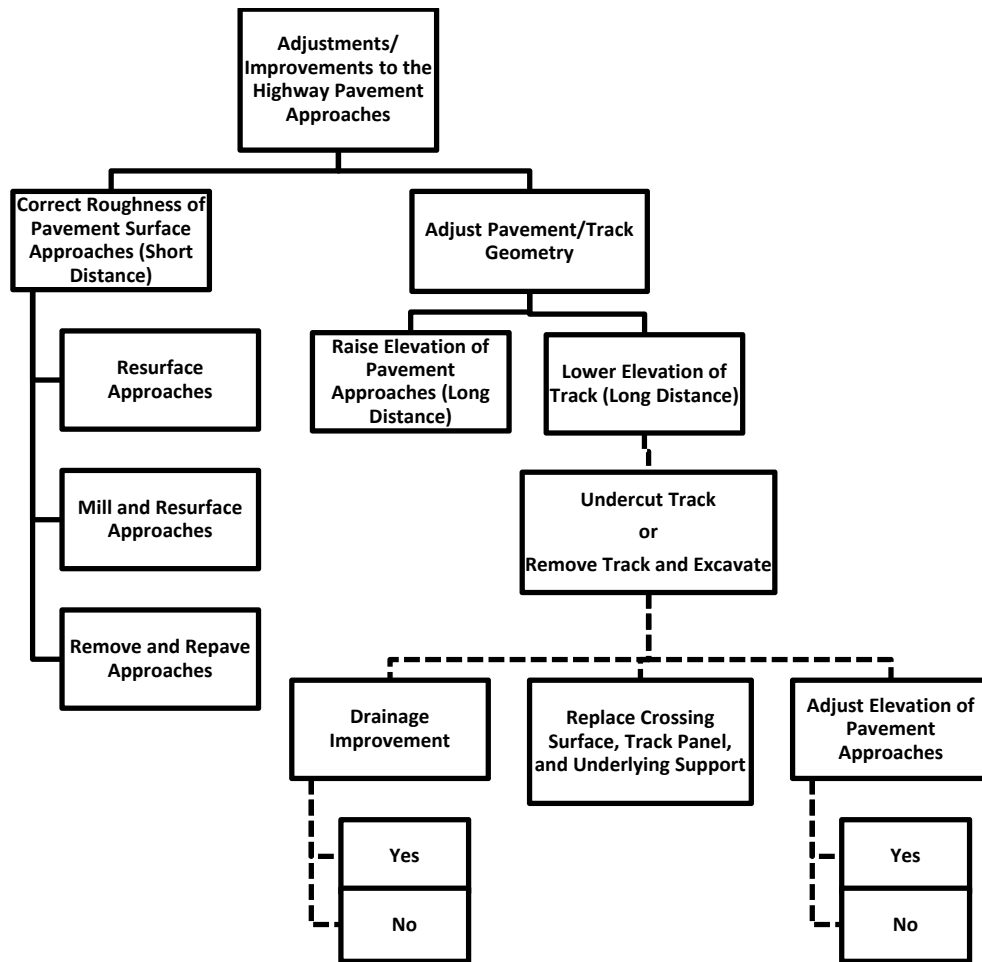 Adjustments/
Improvements to the
Highway Pavement
Approaches
Correct Roughness of
Pavement Surface
Approaches (Short
Distance)
Adjust Pavement/Track
Geometry
Resurface
Approaches
Raise Elevation of
Pavement
Approaches (Long
Distance)
Lower Elevation of
Track (Long Distance)
Mill and Resurface
Approaches
Undercut Track
or
Remove Track and Excavate
Remove and Repave
Approaches
Drainage
Improvement
Replace Crossing
Surface, Track Panel,
and Underlying Support
Adjust Elevation of
Pavement
Approaches
Yes
No
Yes
No